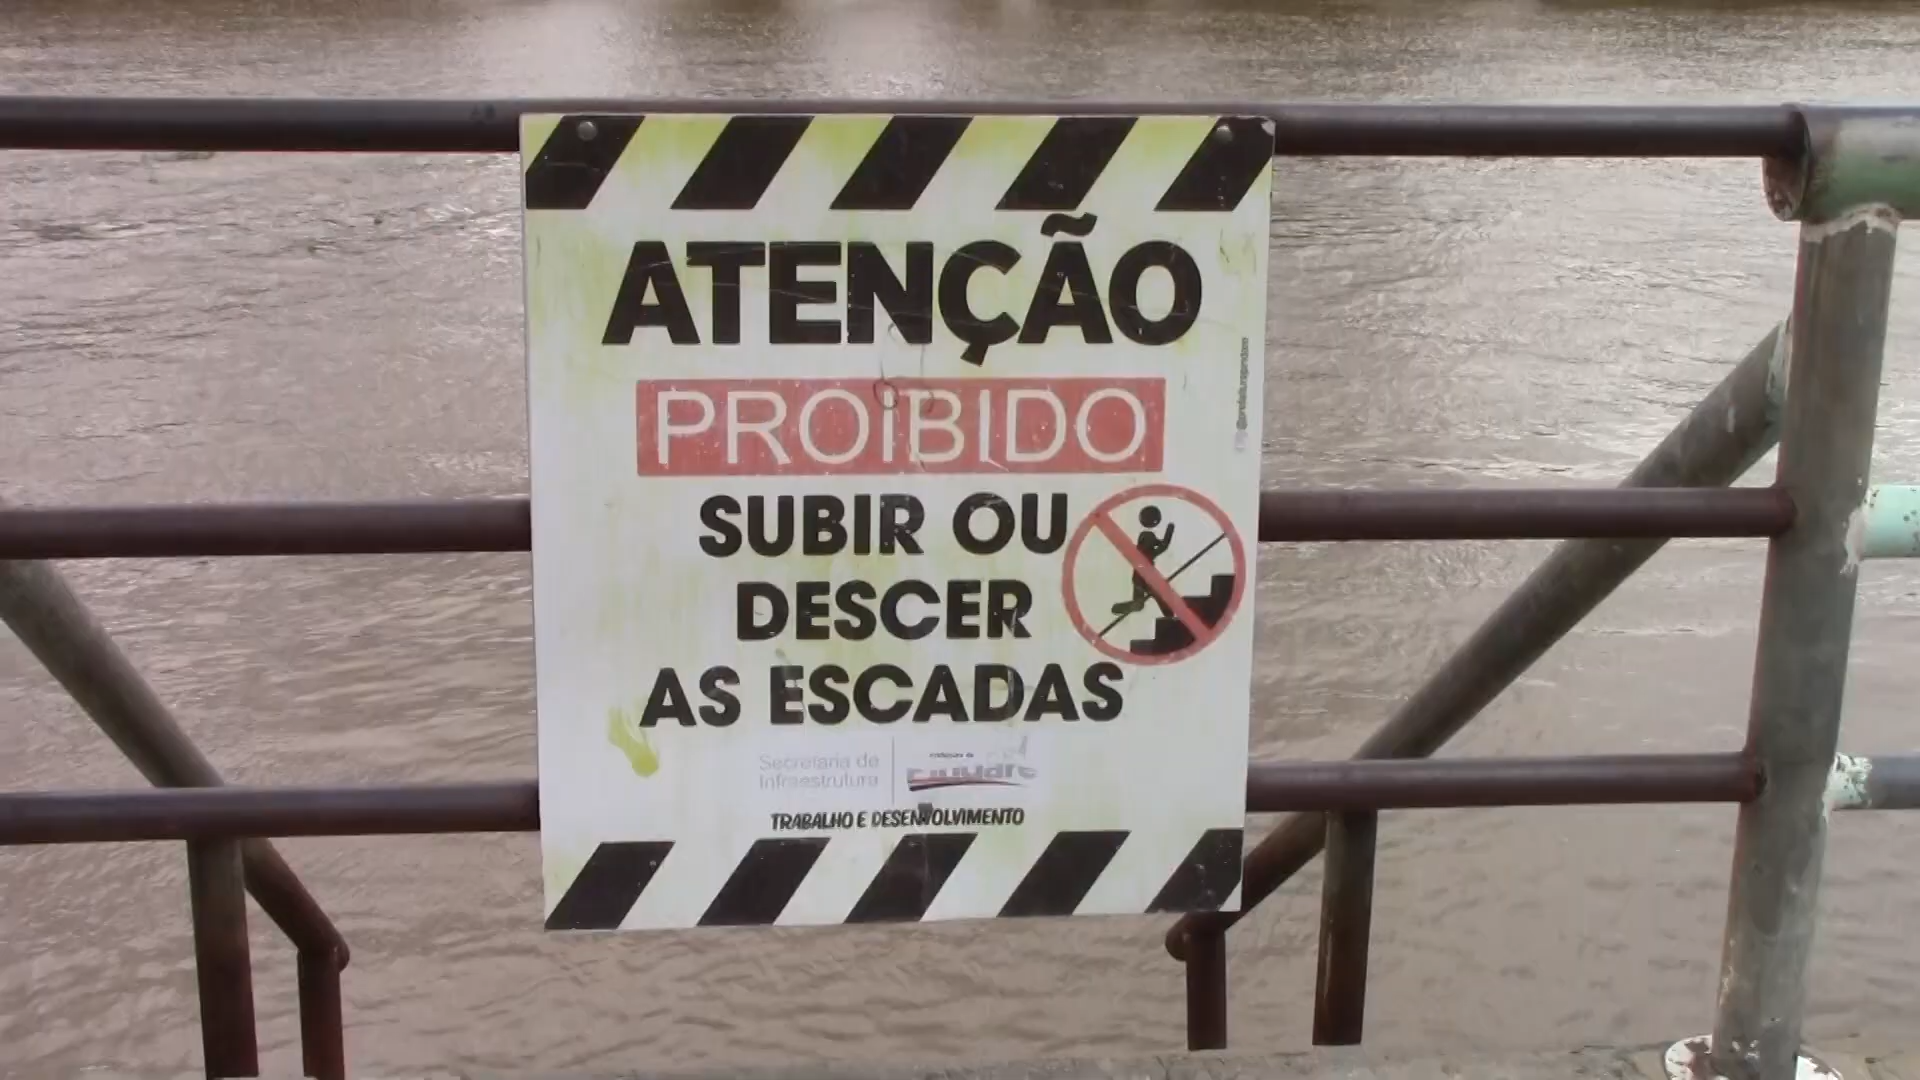 ATENÇÃO
PROIBIDO
SUBIR OU
DESCER
AS ESCADAS
Secretaria de
Infraestrutura
TRABALHO E DESENVOLVIMENTO